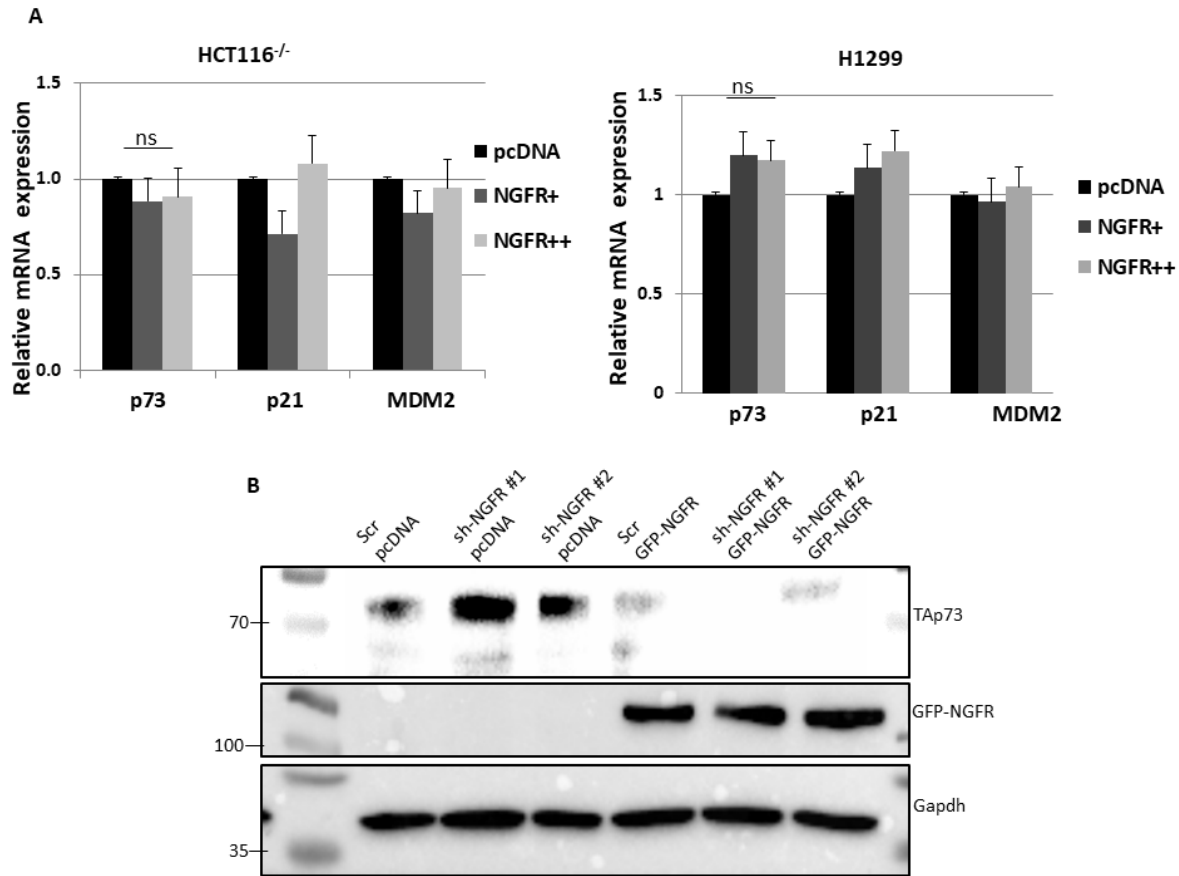 A
HCT116-/-
Relative mRNA expression
1.5
1.0
0.5
0.0
ns
p73 p21 MDM2
pcDNA
NGFR+
NGFR++
H1299
Relative mRNA expression
1.5
1
0.5
0
ns
p73 p21 MDM2
pcDNA
NGFR+
NGFR++
B
Scr
pcDNA
sh-NGFR #1
pcDNA
sh-NGFR #2
pcDNA
Scr
GFP-NGFR
sh-NGFR #1
GFP-NGFR
sh-NGFR #2
GFP-NGFR
70
TAp73
100
GFP-NGFR
35
Gapdh